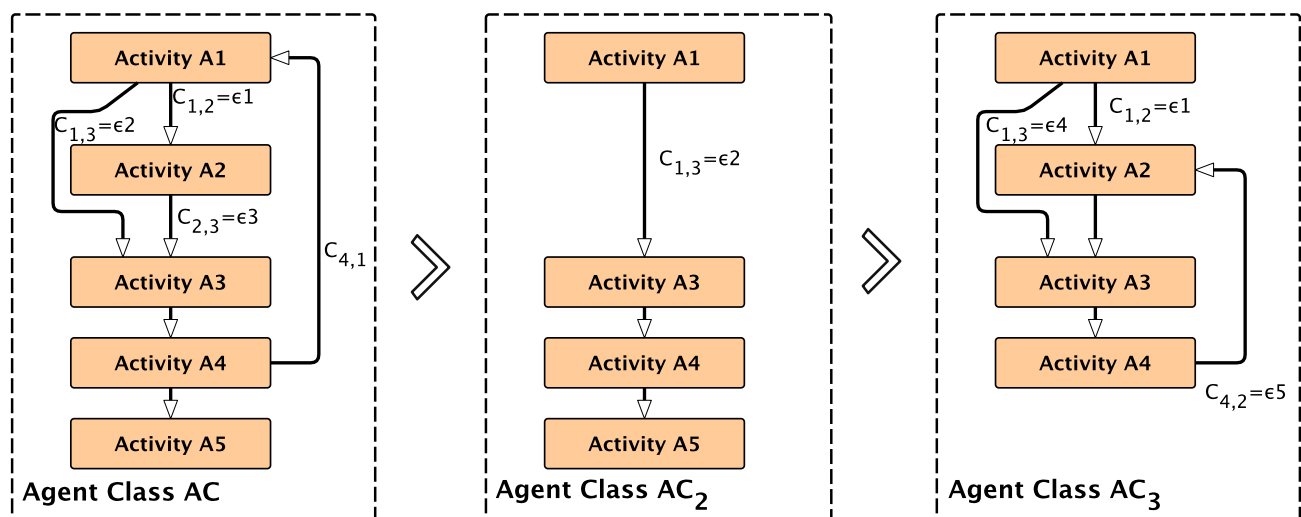 Activity A1
C1,2=ϵ1
C1,3=ϵ2
Activity A2
C2,3=ϵ3
C4,1
Activity A3
Activity A4
Activity A5
Agent Class AC
Activity A1
C1,3=ϵ2
Activity A3
Activity A4
Activity A5
Agent Class AC2
Activity A1
C1,2=ϵ1
C1,3=ϵ4
Activity A2
Activity A3
Activity A4
C4,2=ϵ5
Agent Class AC3